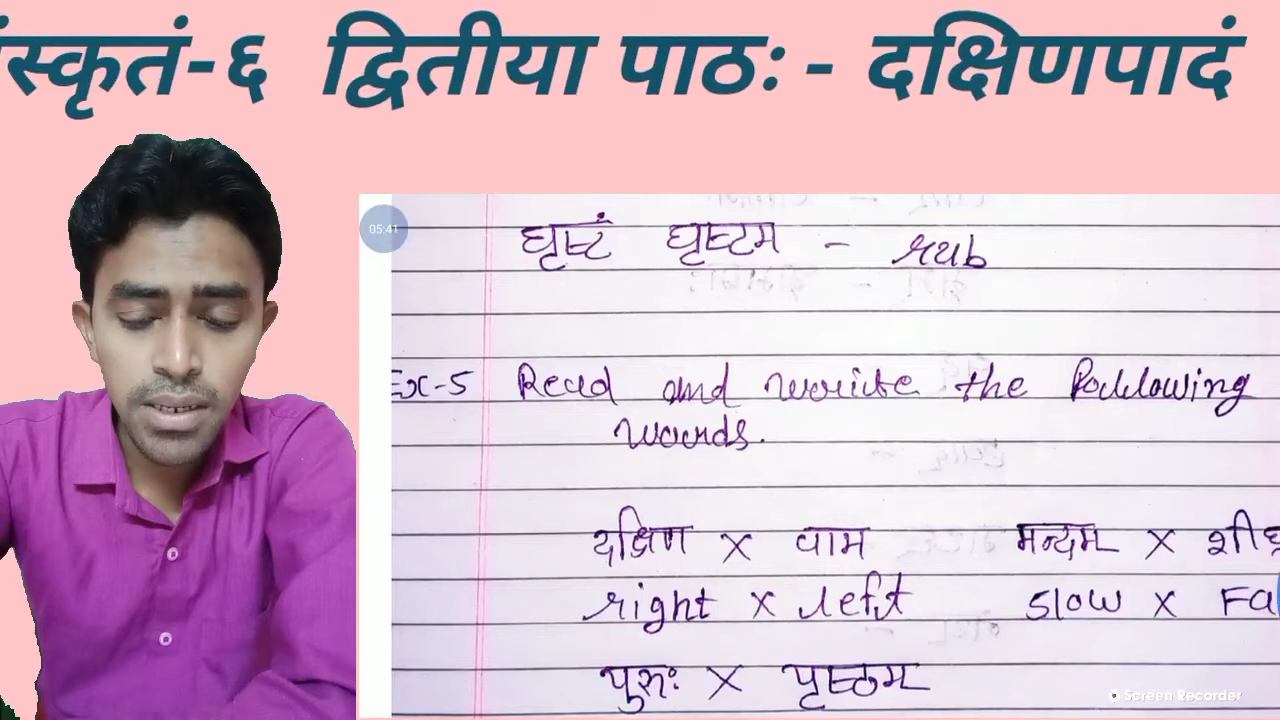 संस्कृतं-६ द्वितीया पाठः - दक्षिणपादं
05:41
घृष्टं घृष्टम - rub
Ex-5 Read and write the following
words.
दक्षिण X वाम मन्दम X शीघ्र
right X left slow X Fa
पुरुः X पृष्ठम
Screen Recorder